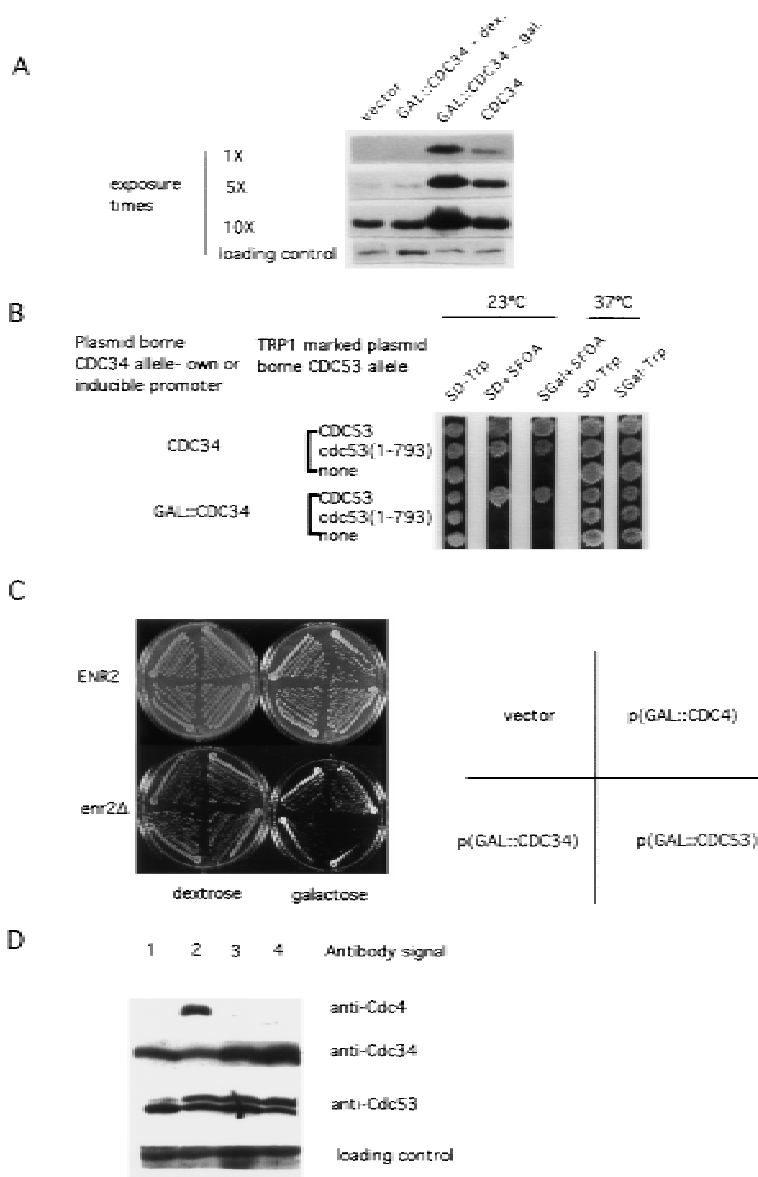 A
vector
GAL::CDC34 - dex.
GAL::CDC34 - gal.
CDC34
exposure
times
1X
5X
10X
loading control
B
23°C
37°C
Plasmid borne
CDC34 allele- own or
inducible promoter
TRP1 marked plasmid
borne CDC53 allele
SD-Trp
SD+5FOA
SGal+5FOA
SD-Trp
SGal-Trp
CDC34
CDC53
cdc53(1-793)
none
GAL::CDC34
CDC53
cdc53(1-793)
none
C
ENR2
enr2Δ
dextrose
galactose
vector
p(GAL::CDC4)
p(GAL::CDC34)
p(GAL::CDC53)
D
1 2 3 4 Antibody signal
anti-Cdc4
anti-Cdc34
anti-Cdc53
loading control